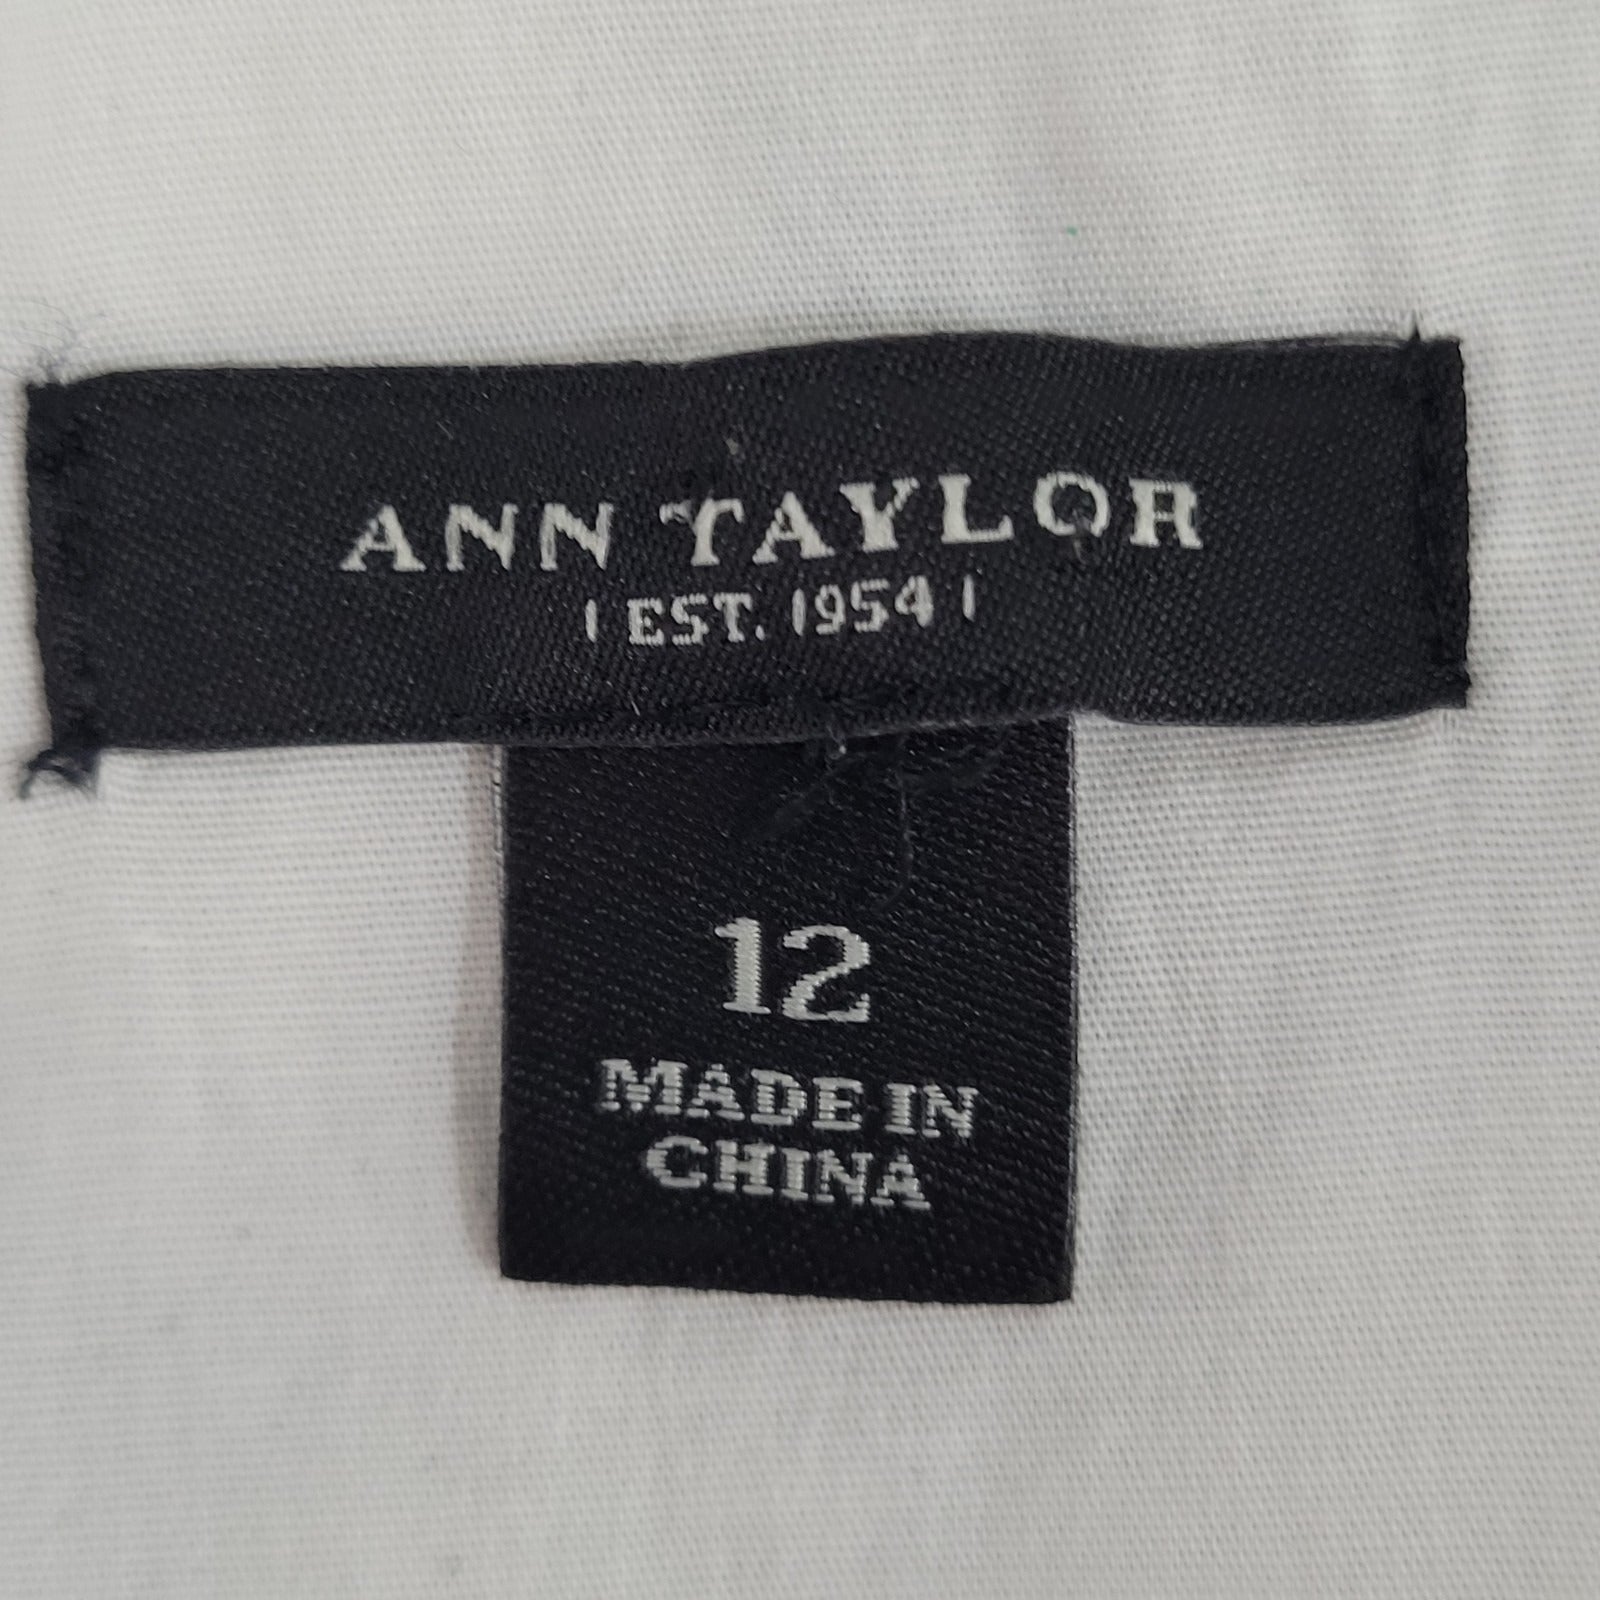 ANN TAYLOR
| EST. 1954 |
12
MADE IN
CHINA